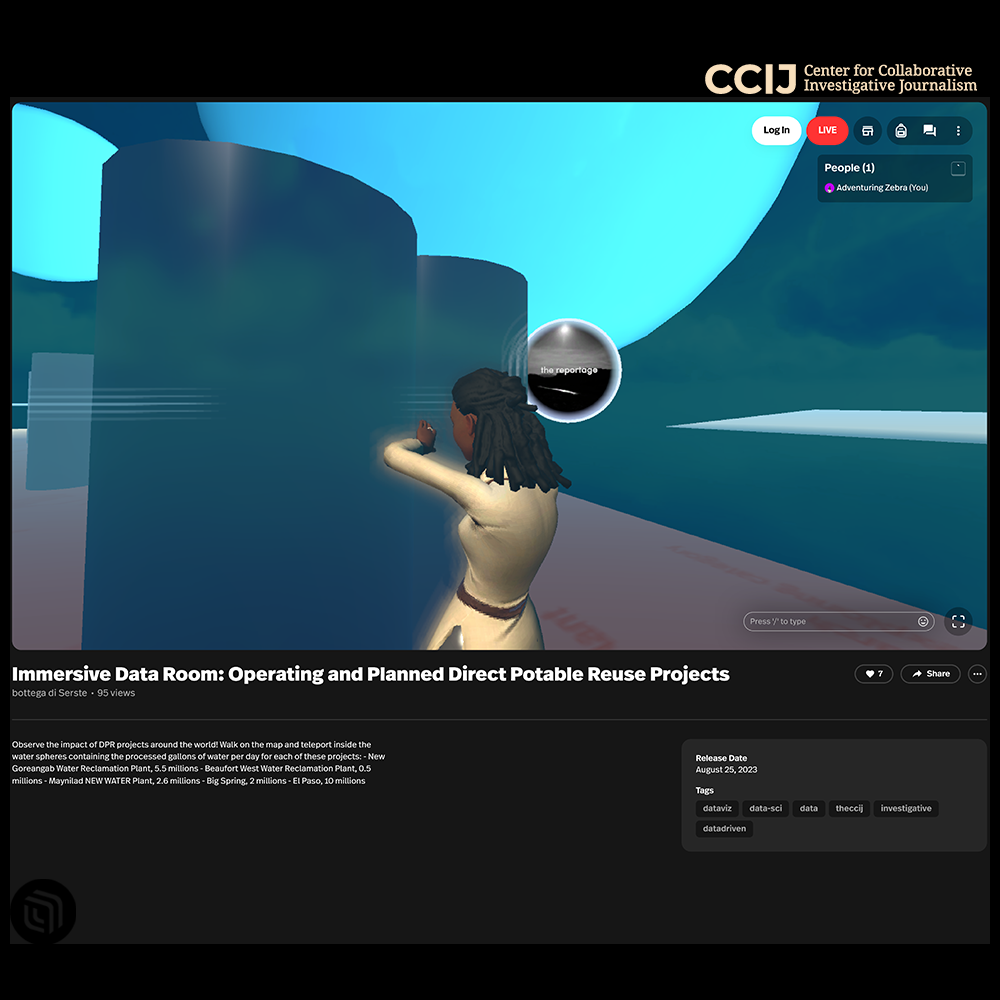 CCIJ Center for Collaborative
Investigative Journalism
Log In
LIVE
People (1)
Adventuring Zebra (You)
the reportage
Press '/' to type
Immersive Data Room: Operating and Planned Direct Potable Reuse Projects
7
Share
bottega di Serste • 95 views
Observe the impact of DPR projects around the world! Walk on the map and teleport inside the
water spheres containing the processed gallons of water per day for each of these projects: - New
Goreangab Water Reclamation Plant, 5.5 millions - Beaufort West Water Reclamation Plant, 0.5
millions - Maynilad NEW WATER Plant, 2.6 millions - Big Spring, 2 millions - El Paso, 10 millions
Release Date
August 25, 2023
Tags
dataviz
data-sci
data
theccij
investigative
datadriven